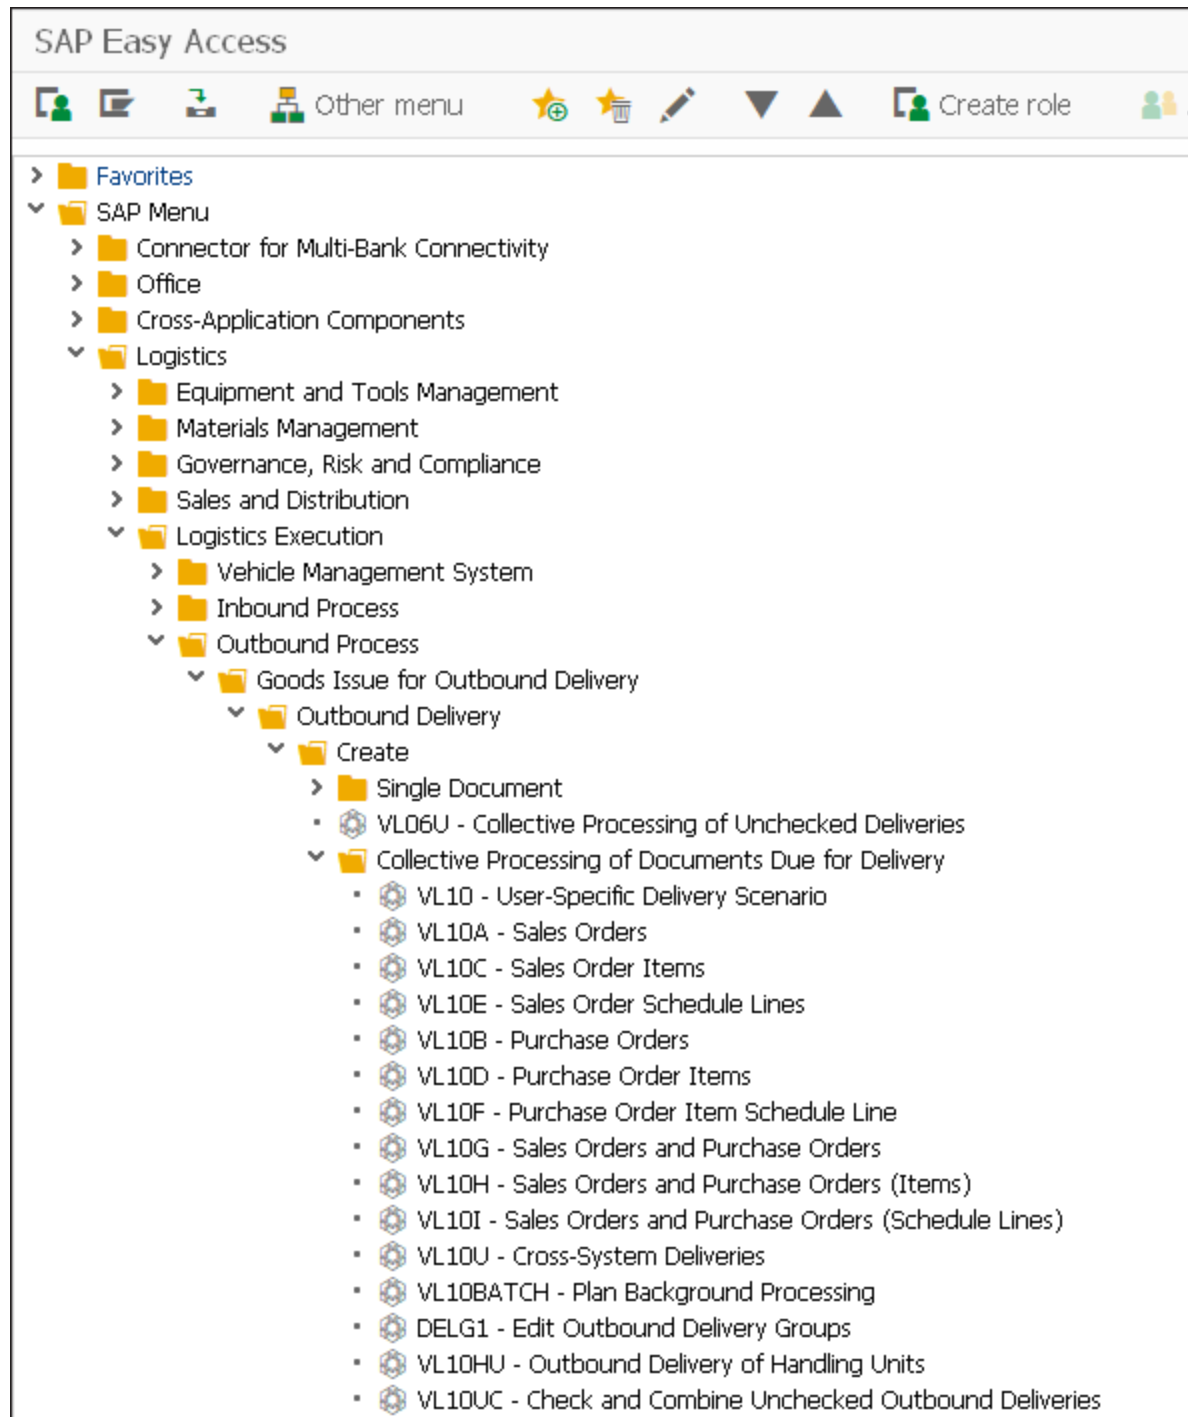 SAP Easy Access
Other menu Create role
Favorites
SAP Menu
Connector for Multi-Bank Connectivity
Office
Cross-Application Components
Logistics
Equipment and Tools Management
Materials Management
Governance, Risk and Compliance
Sales and Distribution
Logistics Execution
Vehicle Management System
Inbound Process
Outbound Process
Goods Issue for Outbound Delivery
Outbound Delivery
Create
Single Document
VL06U - Collective Processing of Unchecked Deliveries
Collective Processing of Documents Due for Delivery
VL10 - User-Specific Delivery Scenario
VL10A - Sales Orders
VL10C - Sales Order Items
VL10E - Sales Order Schedule Lines
VL10B - Purchase Orders
VL10D - Purchase Order Items
VL10F - Purchase Order Item Schedule Line
VL10G - Sales Orders and Purchase Orders
VL10H - Sales Orders and Purchase Orders (Items)
VL10I - Sales Orders and Purchase Orders (Schedule Lines)
VL10U - Cross-System Deliveries
VL10BATCH - Plan Background Processing
DELG1 - Edit Outbound Delivery Groups
VL10HU - Outbound Delivery of Handling Units
VL10UC - Check and Combine Unchecked Outbound Deliveries